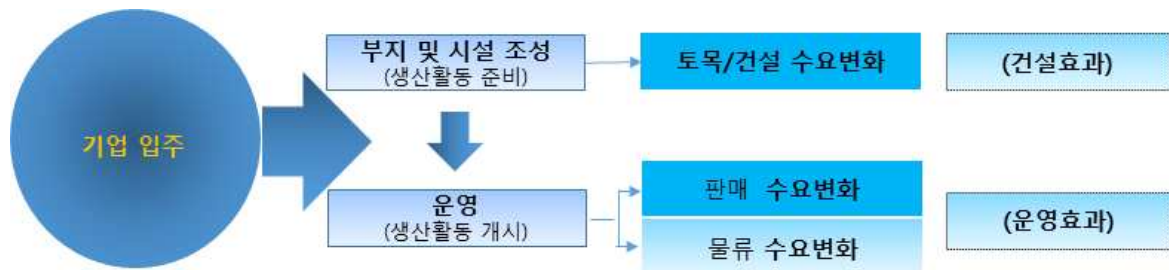 기업 입주
부지 및 시설 조성
(생산활동 준비)
토목/건설 수요변화
(건설효과)
운영
(생산활동 개시)
판매 수요변화
물류 수요변화
(운영효과)